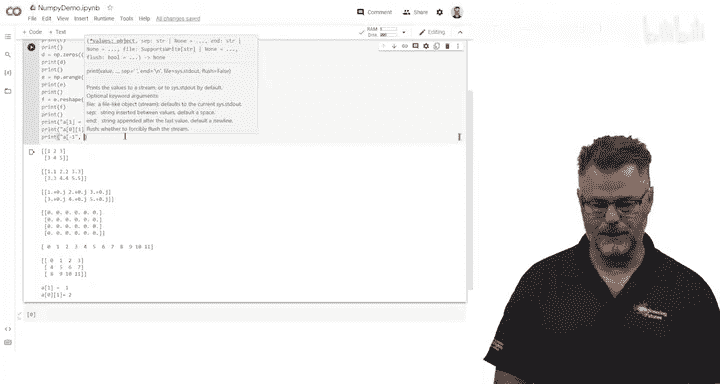 NumpyDemo.ipynb
File Edit View Insert Runtime Tools Help All changes saved
Comment Share
+ Code + Text
RAM
Disk
Editing
print()
print()
d = np.zeros((
print(d)
print()
e = np.arange(
print(e)
print()
f = e.reshape(
print(f)
print()
print("a[1] =
print("a[0][1]
print("a[-1",
(*values: object, sep: str | None = ..., end: str |
None = ..., file: SupportsWrite[str] | None = ...,
flush: bool = ...) -> None
print(value, ..., sep=' ', end='\n', file=sys.stdout, flush=False)
Prints the values to a stream, or to sys.stdout by default.
Optional keyword arguments:
file: a file-like object (stream); defaults to the current sys.stdout.
sep: string inserted between values, default a space.
end: string appended after the last value, default a newline.
flush: whether to forcibly flush the stream.
[[1 2 3]
[3 4 5]]
[[1.1 2.2 3.3]
[3.3 4.4 5.5]]
[[1.+0.j 2.+0.j 3.+0.j]
[3.+0.j 4.+0.j 5.+0.j]]
[[0. 0. 0. 0. 0. 0.]
[0. 0. 0. 0. 0. 0.]
[0. 0. 0. 0. 0. 0.]
[0. 0. 0. 0. 0. 0.]]
[ 0 1 2 3 4 5 6 7 8 9 10 11]
[[ 0 1 2 3]
[ 4 5 6 7]
[ 8 9 10 11]]
a[1] = 1
a[0][1]= 2
[0]